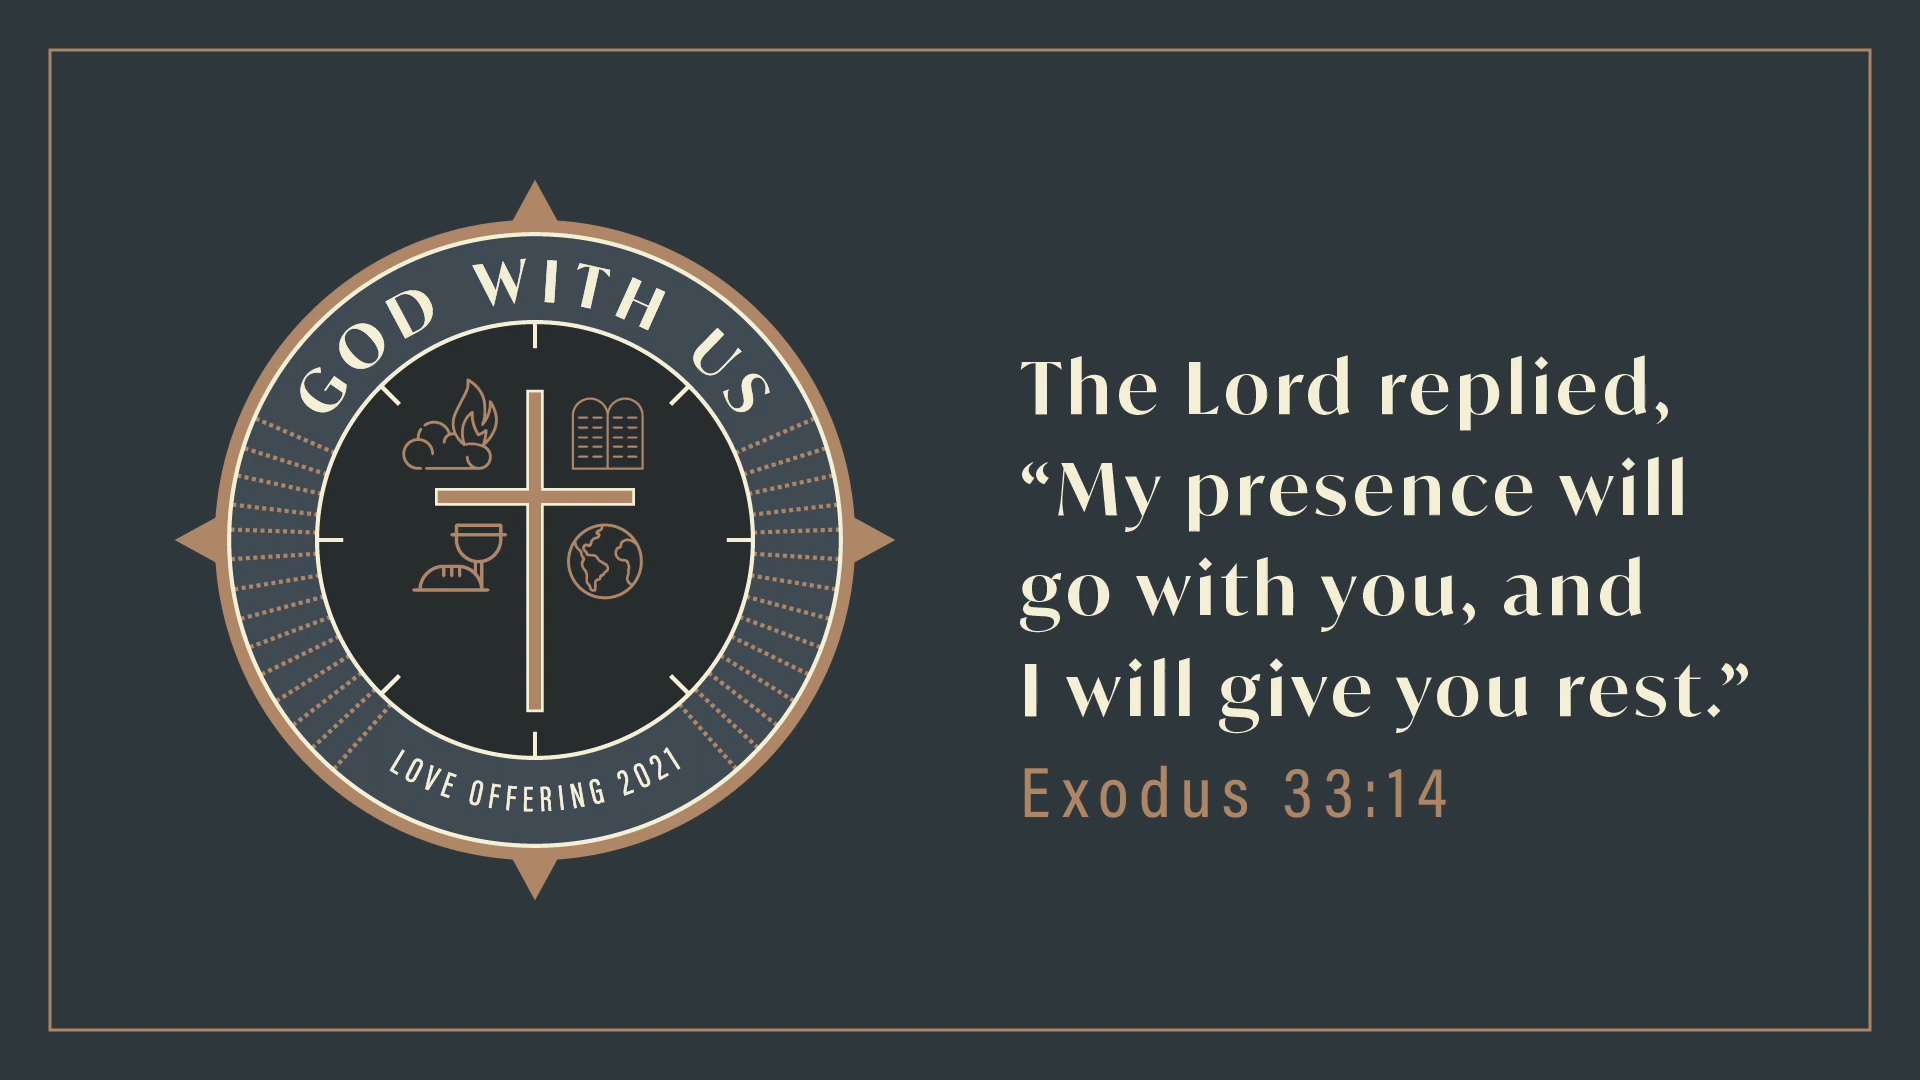 GOD WITH US
LOVE OFFERING 2021
The Lord replied,
“My presence will
go with you, and
I will give you rest.”
Exodus 33:14